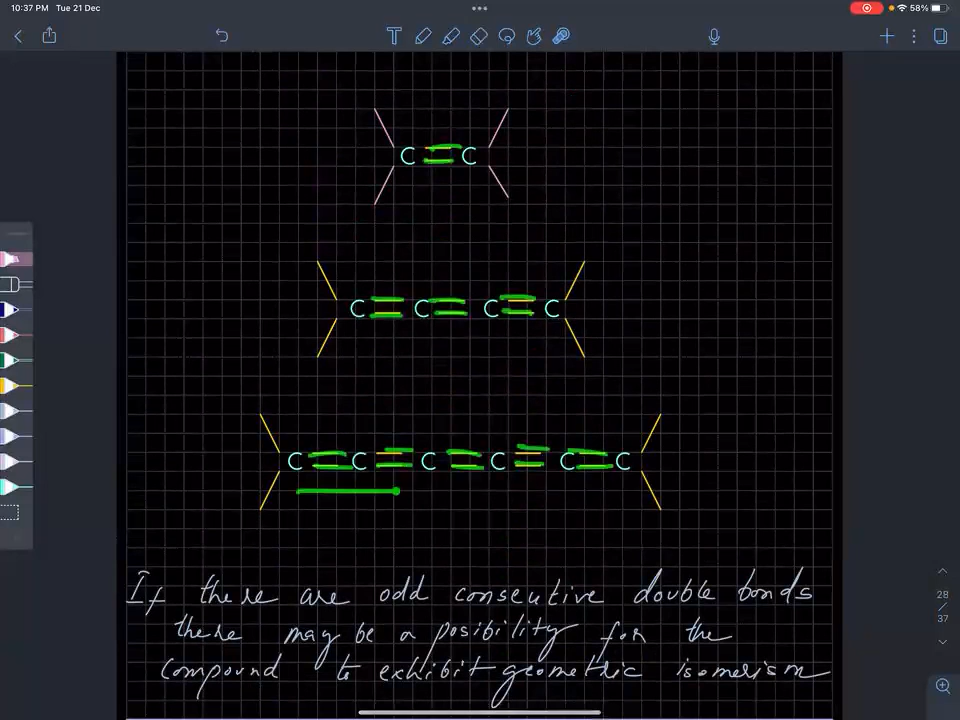 10:37 PM Tue 21 Dec
58%
C = C
C = C = C = C
C = C = C = C = C = C
If there are odd consecutive double bonds
there may be a posibility for the
compound to exhibit geometric isomerism
28
/
37